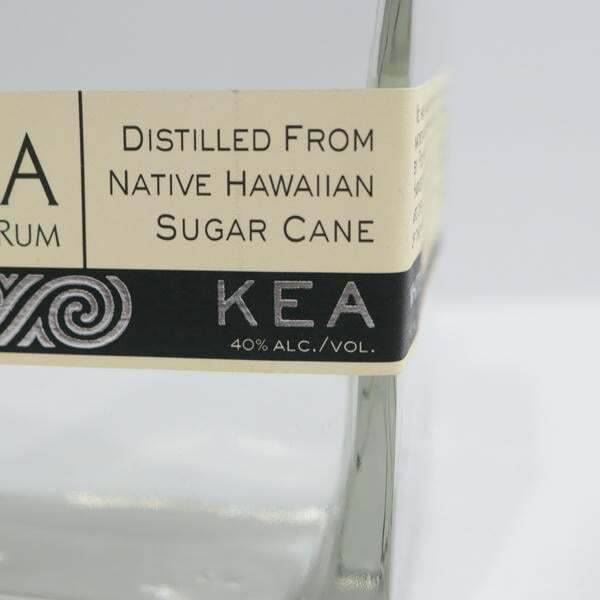 A
RUM
DISTILLED FROM
NATIVE HAWAIIAN
SUGAR CANE
KEA
40% ALC./VOL.